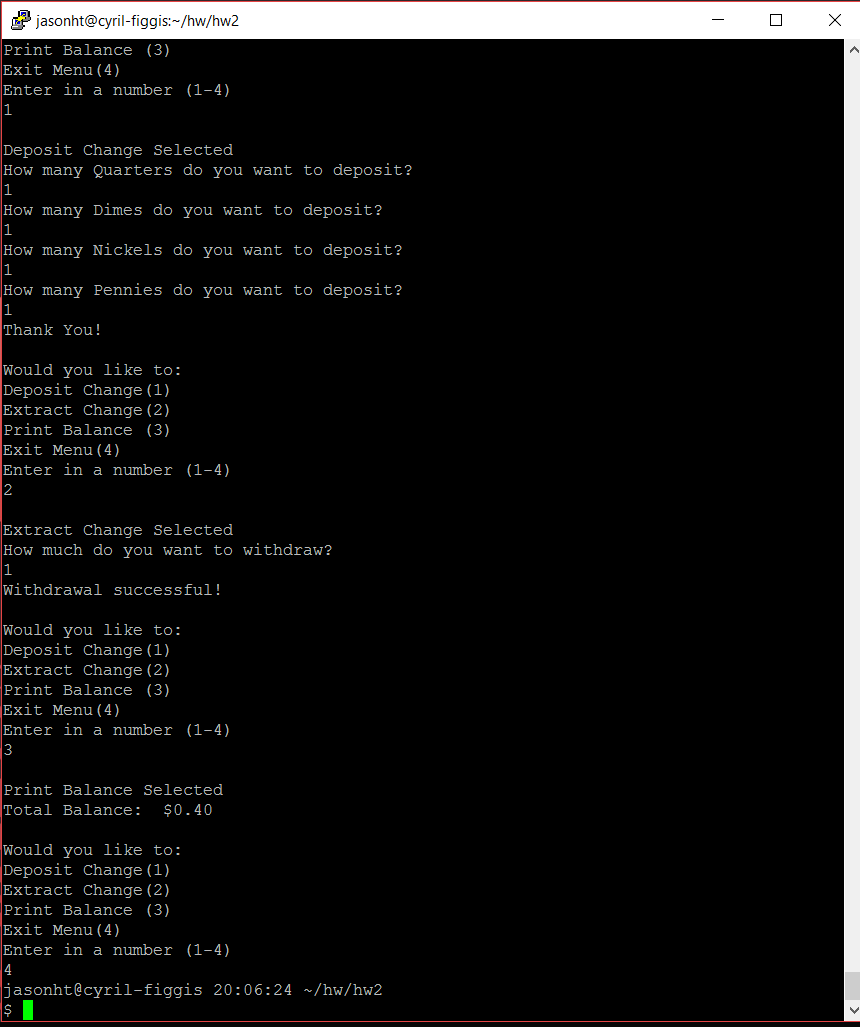 jasonht@cyril-figgis:~/hw/hw2
Print Balance (3)
Exit Menu(4)
Enter in a number (1-4)
1
Deposit Change Selected
How many Quarters do you want to deposit?
1
How many Dimes do you want to deposit?
1
How many Nickels do you want to deposit?
1
How many Pennies do you want to deposit?
1
Thank You!
Would you like to:
Deposit Change(1)
Extract Change(2)
Print Balance (3)
Exit Menu(4)
Enter in a number (1-4)
2
Extract Change Selected
How much do you want to withdraw?
1
Withdrawal successful!
Would you like to:
Deposit Change(1)
Extract Change(2)
Print Balance (3)
Exit Menu(4)
Enter in a number (1-4)
3
Print Balance Selected
Total Balance:  $0.40
Would you like to:
Deposit Change(1)
Extract Change(2)
Print Balance (3)
Exit Menu(4)
Enter in a number (1-4)
4
jasonht@cyril-figgis 20:06:24 ~/hw/hw2
$